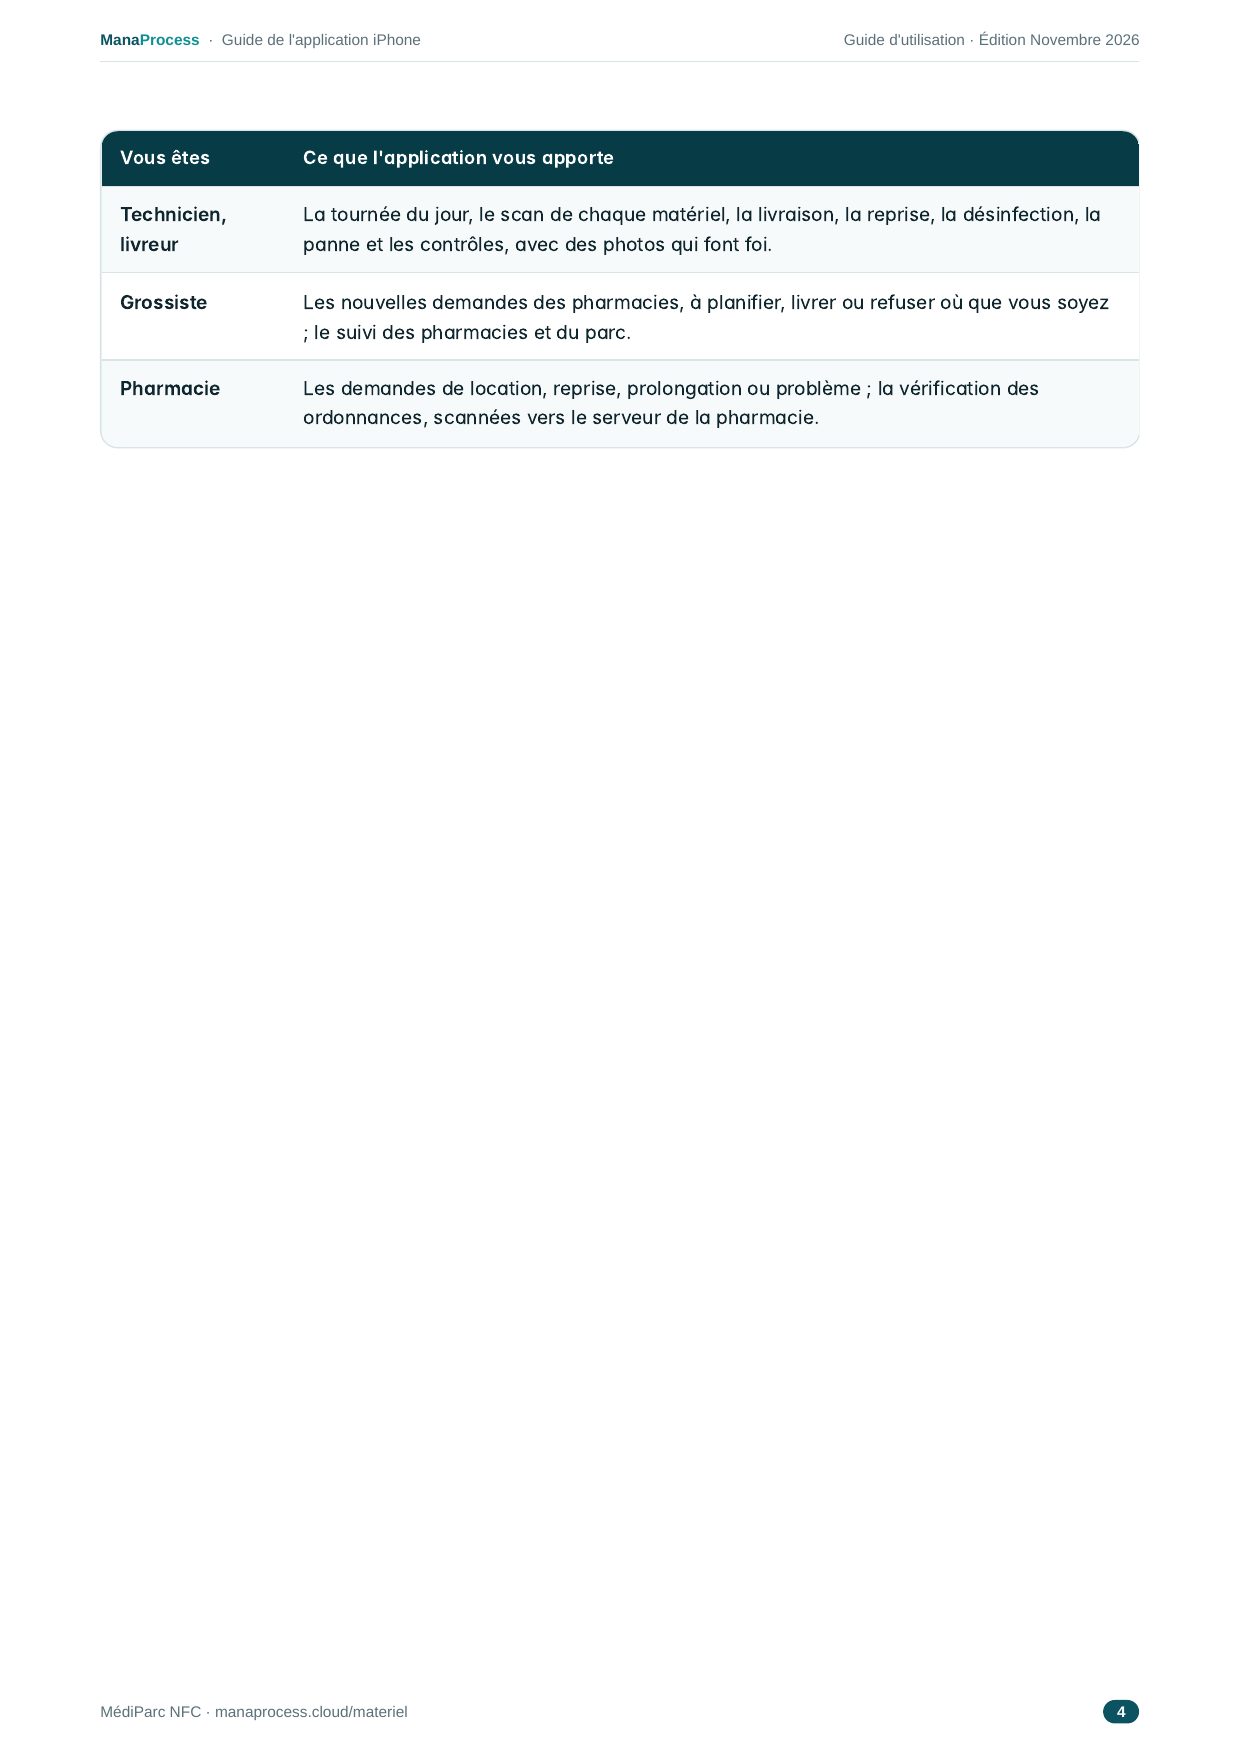 ManaProcess · Guide de l'application iPhone
Guide d'utilisation · Édition Novembre 2026
Vous êtes
Ce que l'application vous apporte
Technicien,
livreur
La tournée du jour, le scan de chaque matériel, la livraison, la reprise, la désinfection, la
panne et les contrôles, avec des photos qui font foi.
Grossiste
Les nouvelles demandes des pharmacies, à planifier, livrer ou refuser où que vous soyez
; le suivi des pharmacies et du parc.
Pharmacie
Les demandes de location, reprise, prolongation ou problème ; la vérification des
ordonnances, scannées vers le serveur de la pharmacie.
MédiParc NFC · manaprocess.cloud/materiel
4